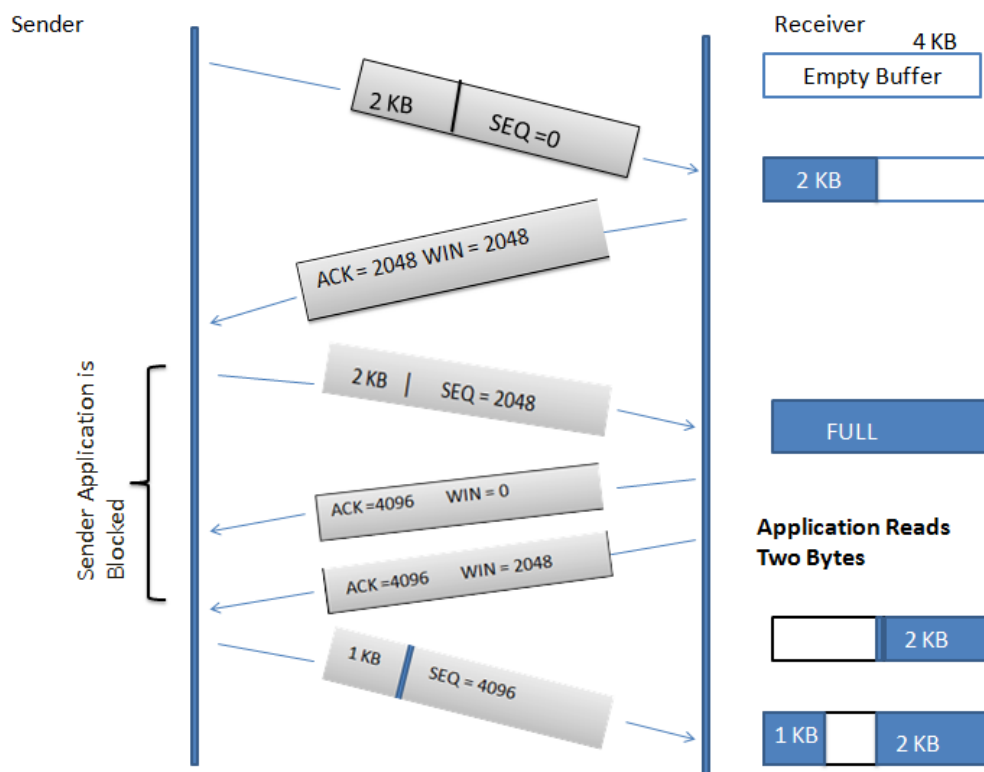 Sender
Receiver
4 KB
Empty Buffer
2 KB
SEQ =0
2 KB
ACK = 2048 WIN = 2048
2 KB | SEQ = 2048
FULL
Sender Application is
Blocked
ACK =4096 WIN = 0
Application Reads
Two Bytes
ACK =4096 WIN = 2048
2 KB
1 KB
SEQ = 4096
1 KB
2 KB